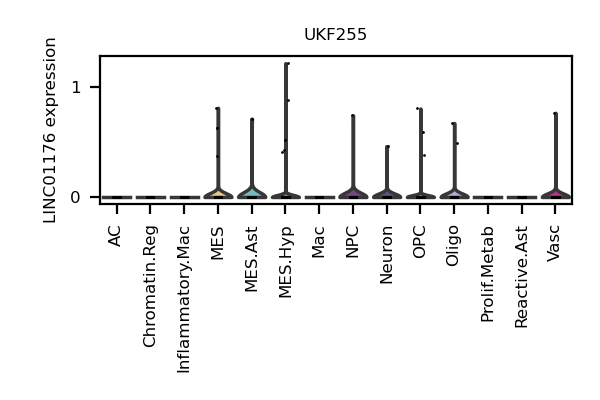 UKF255
LINC01176 expression
1
0
AC
Chromatin.Reg
Inflammatory.Mac
MES
MES.Ast
MES.Hyp
Mac
NPC
Neuron
OPC
Oligo
Prolif.Metab
Reactive.Ast
Vasc